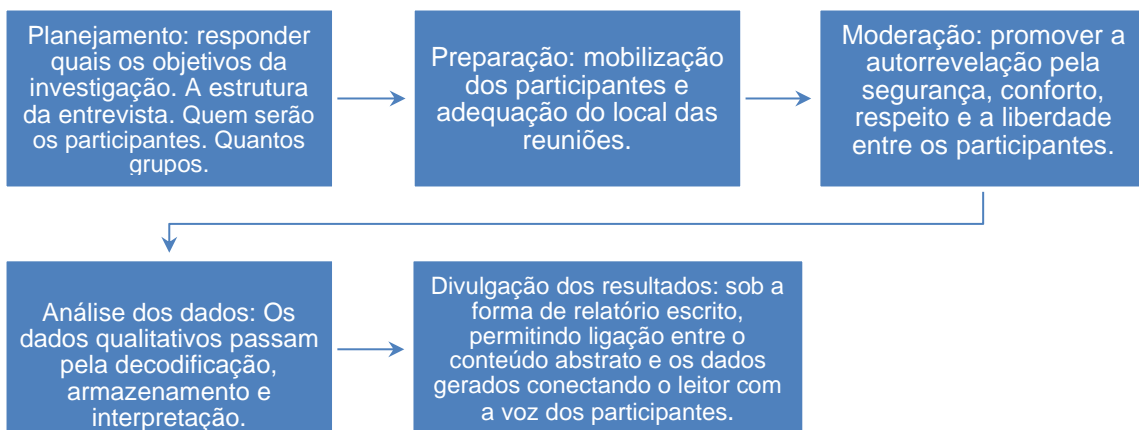 Planejamento: responder
quais os objetivos da
investigação. A estrutura
da entrevista. Quem serão
os participantes. Quantos
grupos.
Preparação: mobilização
dos participantes e
adequação do local das
reuniões.
Moderação: promover a
autorrevelação pela
segurança, conforto,
respeito e a liberdade
entre os participantes.
Análise dos dados: Os
dados qualitativos passam
pela decodificação,
armazenamento e
interpretação.
Divulgação dos resultados: sob a
forma de relatório escrito,
permitindo ligação entre o
conteúdo abstrato e os dados
gerados conectando o leitor com
a voz dos participantes.